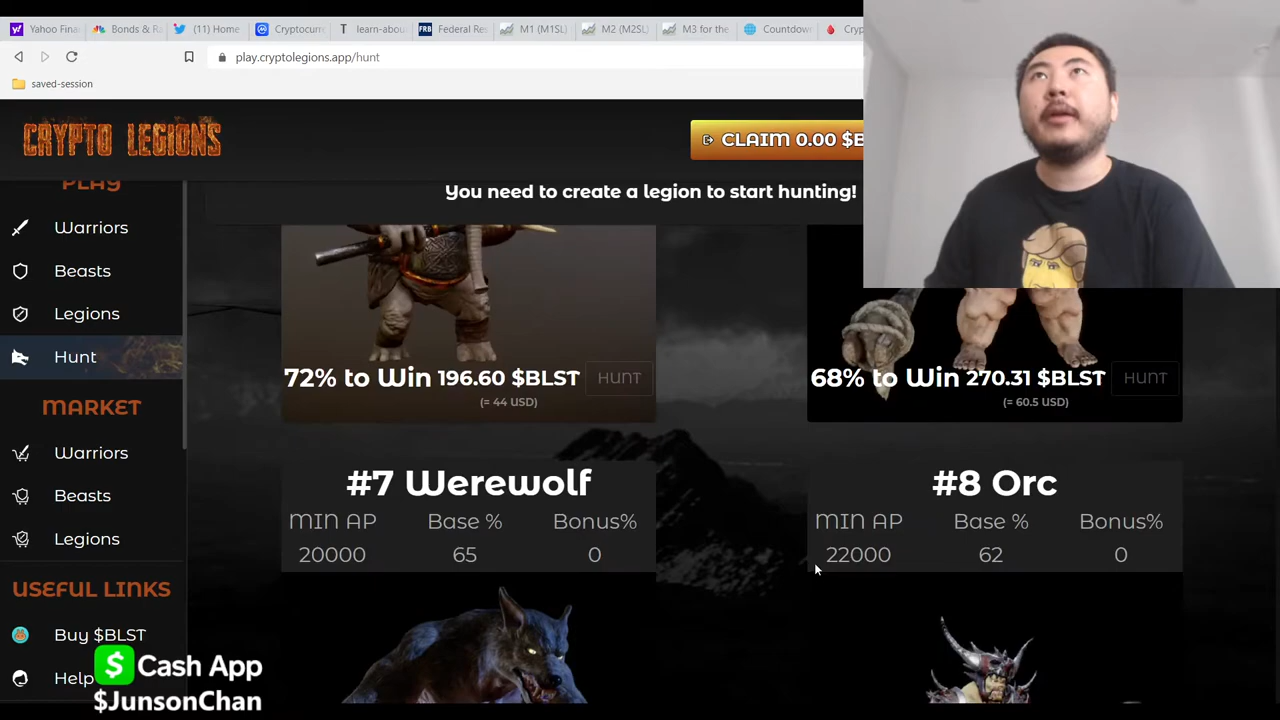 Yahoo Fina
Bonds & Ra
(11) Home
Cryptocurr
learn-abou
Federal Res
M1 (M1SL)
M2 (M2SL)
M3 for the
Countdow
Cryp
play.cryptolegions.app/hunt
saved-session
CRYPTO LEGIONS
CLAIM 0.00 $B
You need to create a legion to start hunting!
PLAY
Warriors
Beasts
Legions
Hunt
MARKET
Warriors
Beasts
Legions
USEFUL LINKS
Buy $BLST
Help
72% to Win 196.60 $BLST HUNT
(= 44 USD)
68% to Win 270.31 $BLST HUNT
(= 60.5 USD)
#7 Werewolf
MIN AP Base % Bonus%
20000 65 0
#8 Orc
MIN AP Base % Bonus%
22000 62 0
$ Cash App
$JunsonChan